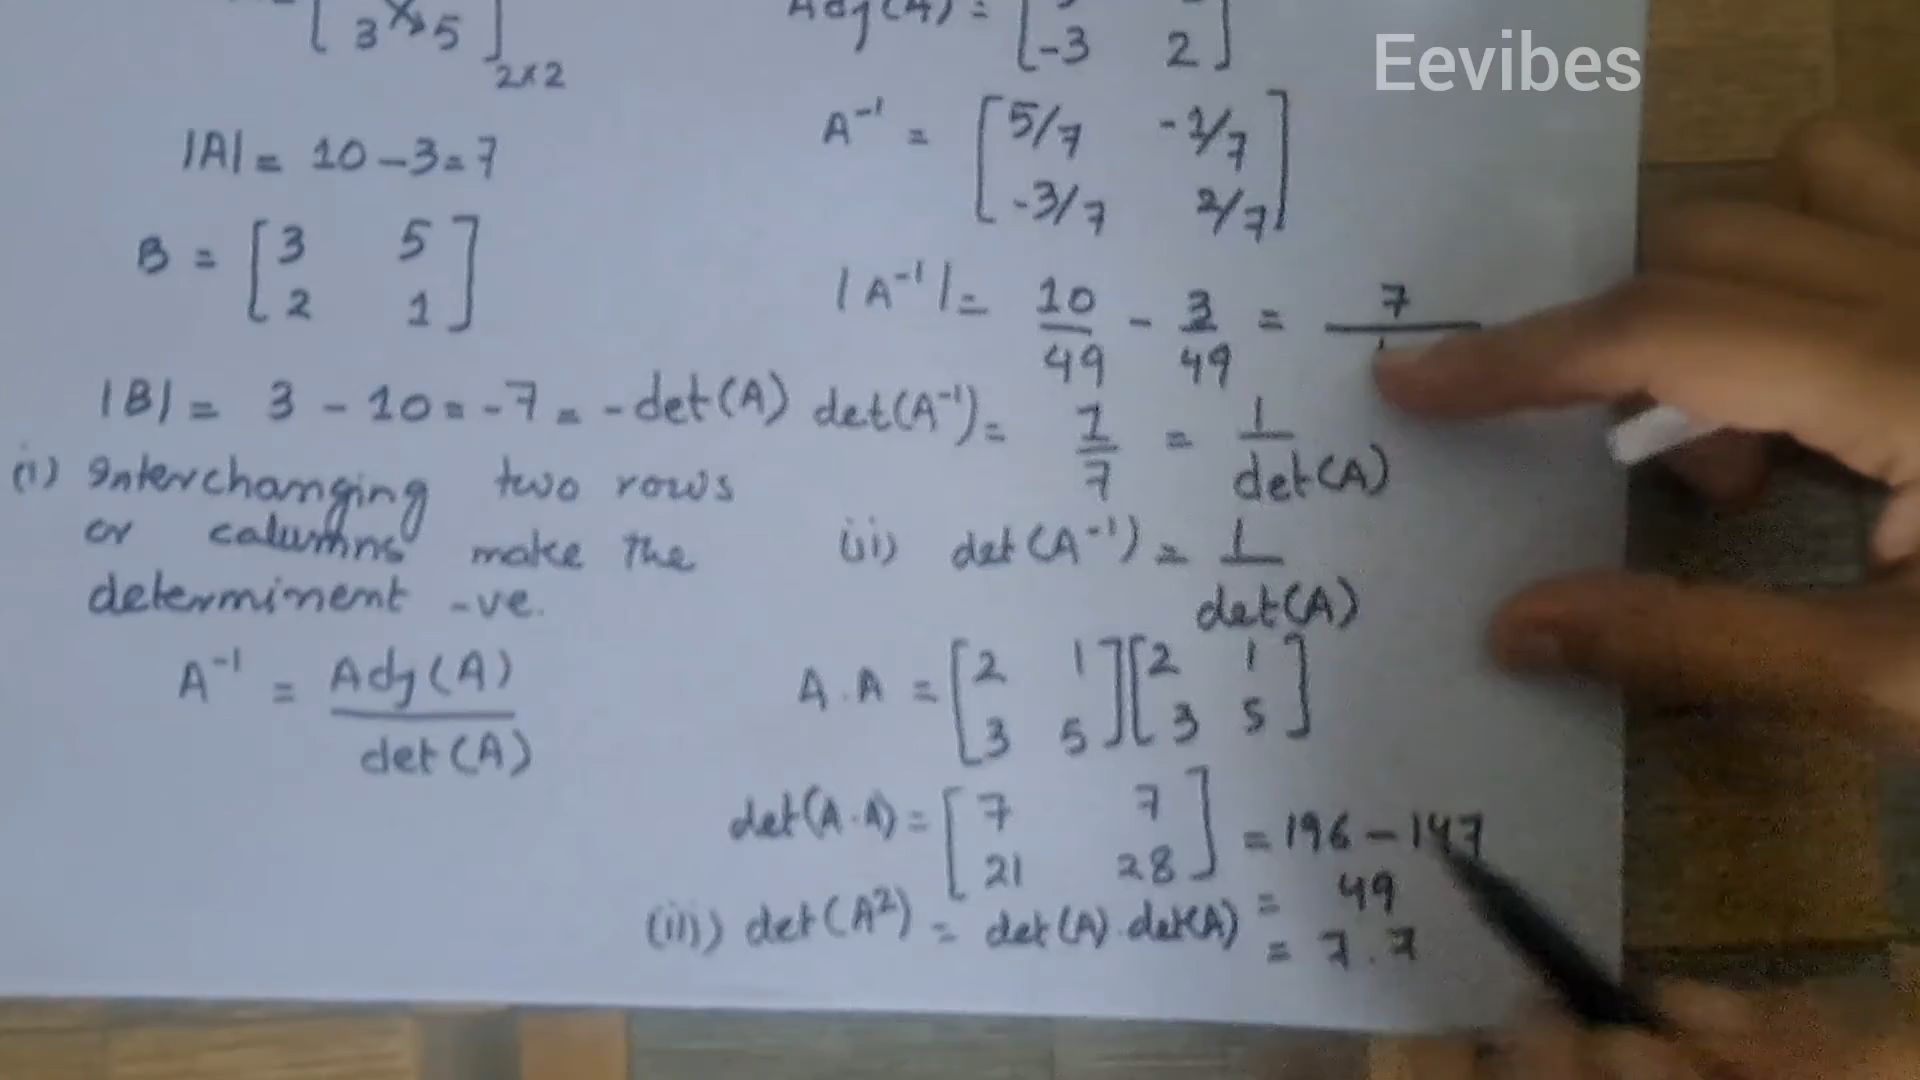 Eevibes
[ 3 5 ] 2x2
|A| = 10 - 3 = 7
B = [ 3 5
2 1 ]
|B| = 3 - 10 = -7 = -det(A)
(i) Interchanging two rows
or calumns make the
determinent -ve.
A⁻¹ = Adj(A)
det(A)
Adj(A) = [
-3 2 ]
A⁻¹ = [ 5/7 -1/7
-3/7 2/7 ]
|A⁻¹| = 10/49 - 3/49 = 7
det(A⁻¹) = 1/7 = 1/det(A)
(ii) det(A⁻¹) = 1/det(A)
A.A = [ 2 1 ] [ 2 1 ]
[ 3 5 ] [ 3 5 ]
det(A.A) = [ 7 7 ] = 196 - 147
[ 21 28 ] = 49
(iii) det(A²) = det(A).det(A) = 7.7